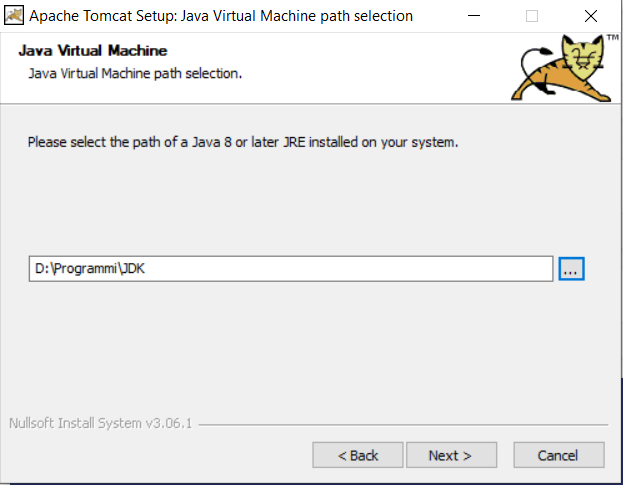 Apache Tomcat Setup: Java Virtual Machine path selection
TM
Java Virtual Machine
Java Virtual Machine path selection.
Please select the path of a Java 8 or later JRE installed on your system.
D:\Programmi\JDK
...
Nullsoft Install System v3.06.1
< Back
Next >
Cancel